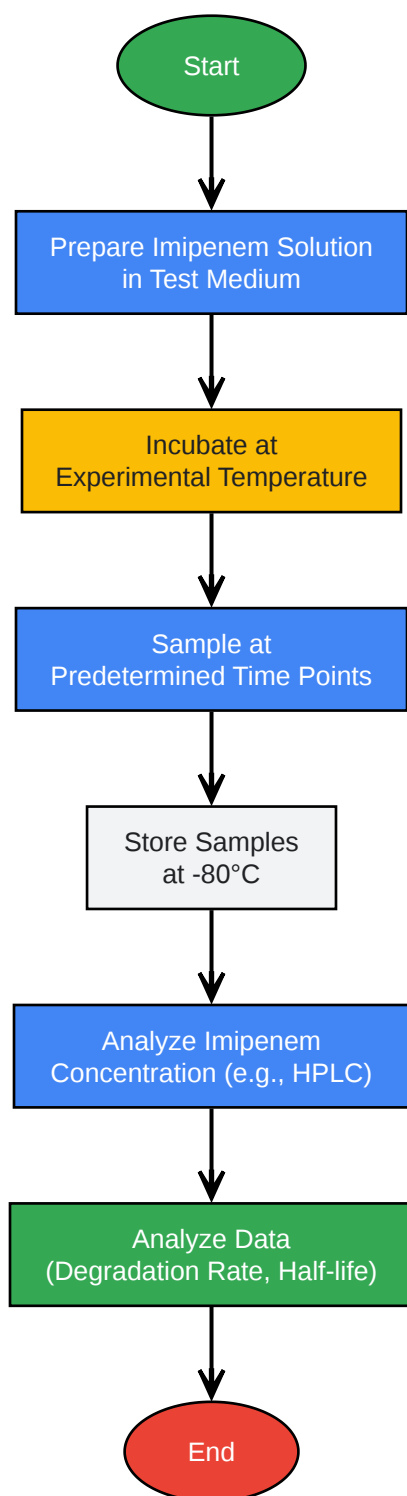 Start
Prepare Imipenem Solution
in Test Medium
Incubate at
Experimental Temperature
Sample at
Predetermined Time Points
Store Samples
at -80°C
Analyze Imipenem
Concentration (e.g., HPLC)
Analyze Data
(Degradation Rate, Half-life)
End